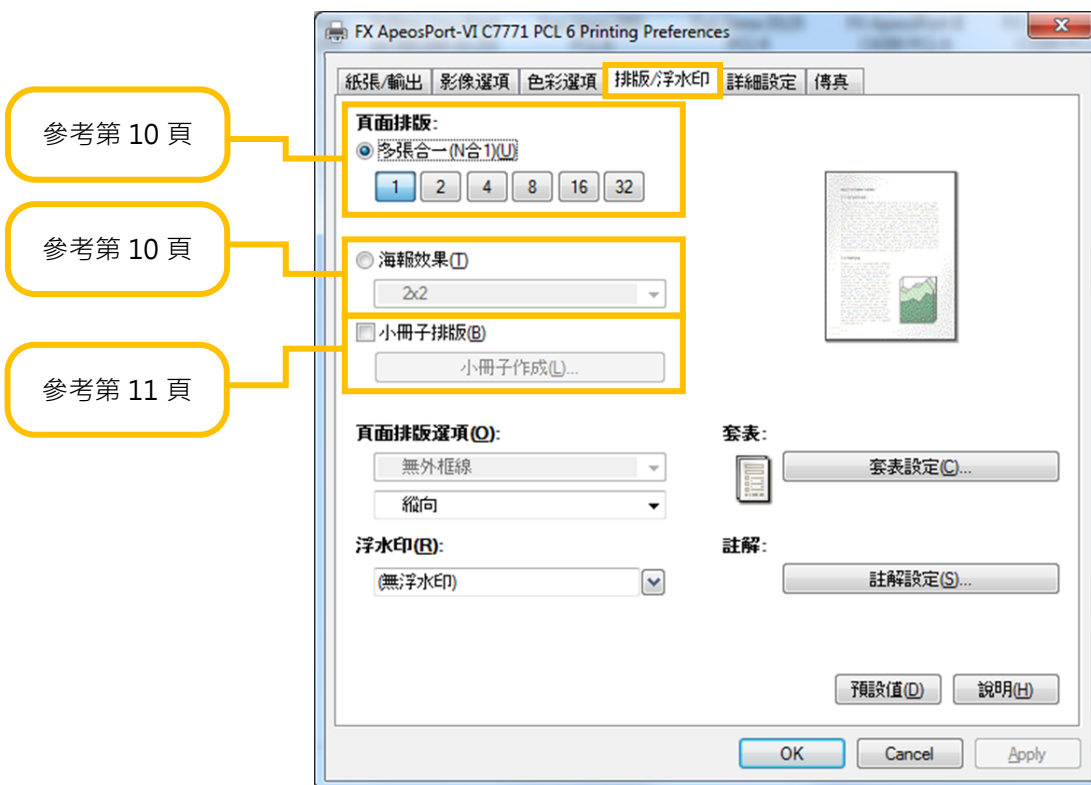 FX ApeosPort-VI C7771 PCL 6 Printing Preferences
紙張/輸出 影像選項 色彩選項 排版/浮水印 詳細設定 傳真
參考第 10 頁
頁面排版:
多張合一(N合1)(U)
1 2 4 8 16 32
參考第 10 頁
海報效果(T)
2x2
參考第 11 頁
小冊子排版(B)
小冊子作成(L)...
頁面排版選項(O):
無外框線
縱向
套表:
套表設定(C)...
浮水印(R):
(無浮水印)
註解:
註解設定(S)...
預設值(D) 說明(H)
OK Cancel Apply